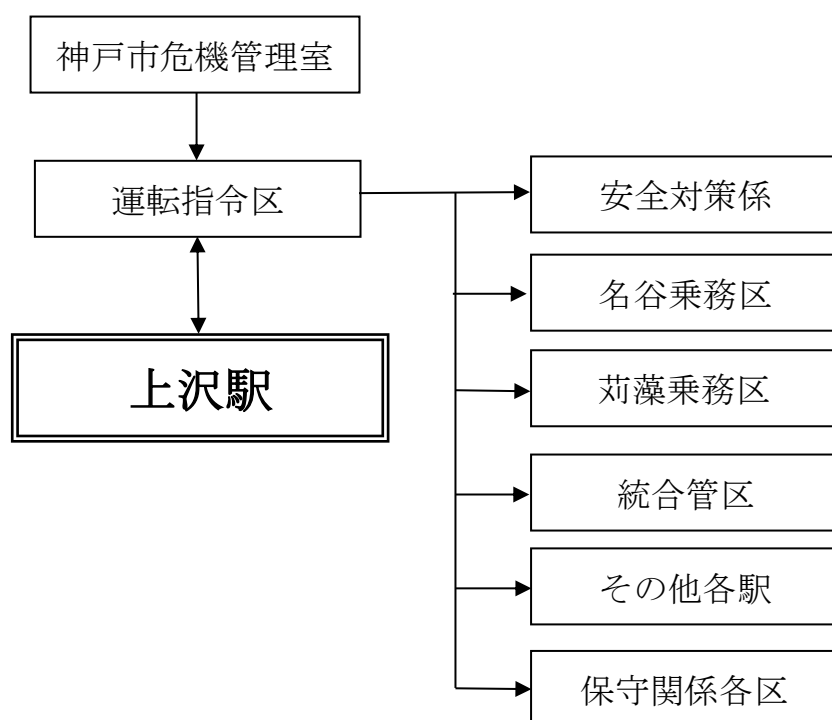 神戸市危機管理室
運転指令区
上沢駅
安全対策係
名谷乗務区
苅藻乗務区
統合管区
その他各駅
保守関係各区